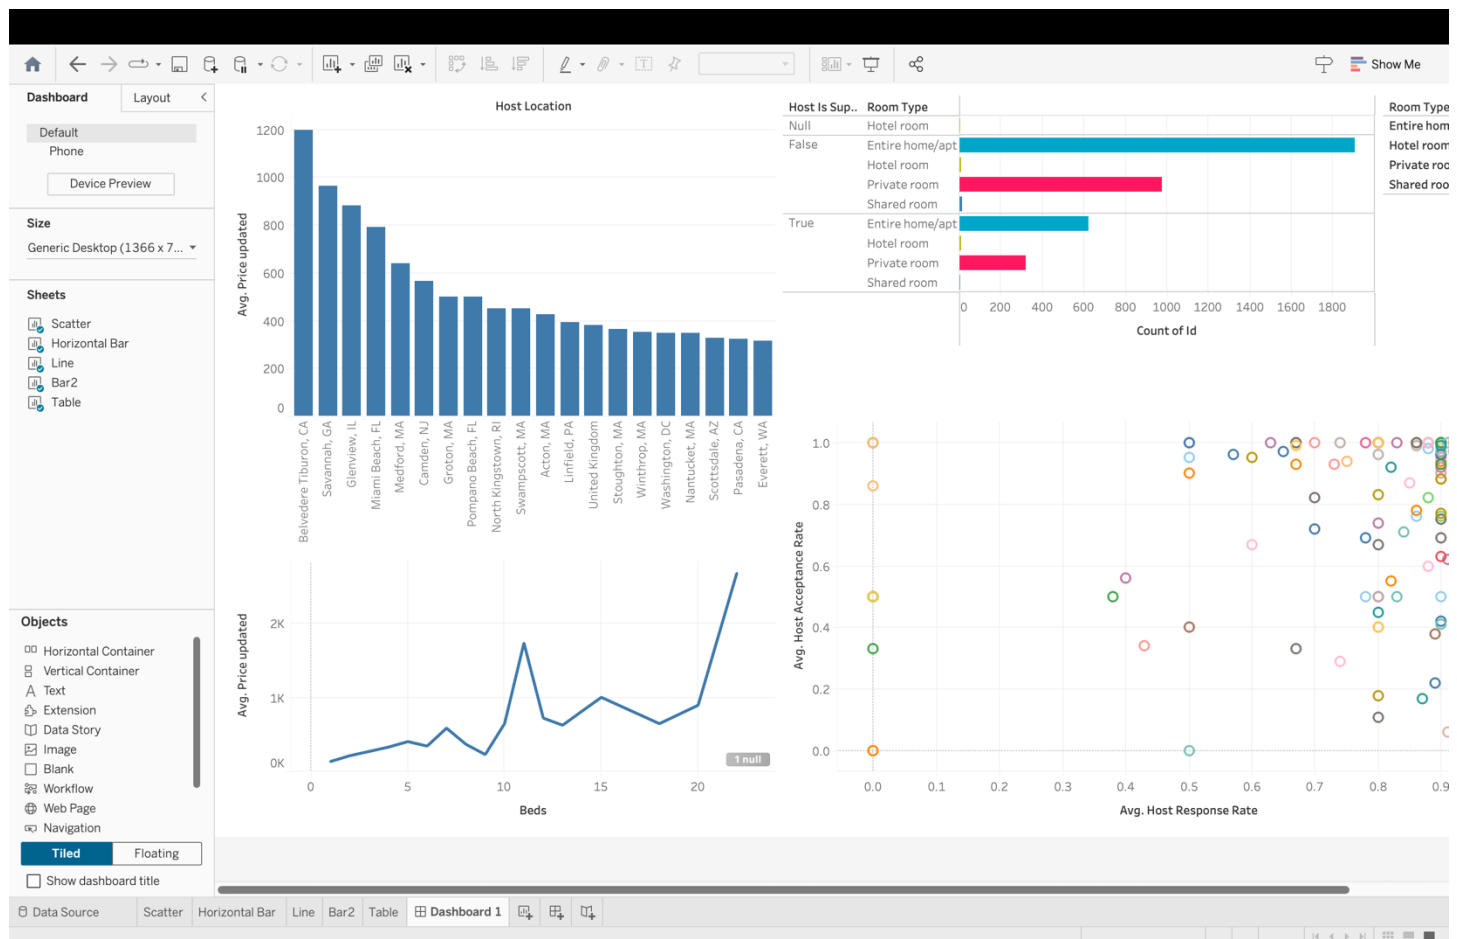 Show Me
Dashboard
Layout
Default
Phone
Device Preview
Size
Generic Desktop (1366 x 7...
Sheets
Scatter
Horizontal Bar
Line
Bar2
Table
Objects
Horizontal Container
Vertical Container
Text
Extension
Data Story
Image
Blank
Workflow
Web Page
Navigation
Tiled
Floating
Show dashboard title
Host Location
Avg. Price updated
1200
1000
800
600
400
200
0
Belvedere Tiburon, CA
Savannah, GA
Glenview, IL
Miami Beach, FL
Medford, MA
Camden, NJ
Groton, MA
Pompano Beach, FL
North Kingstown, RI
Swampscott, MA
Acton, MA
Linfield, PA
United Kingdom
Stoughton, MA
Winthrop, MA
Washington, DC
Nantucket, MA
Scottsdale, AZ
Pasadena, CA
Everett, WA
Host Is Sup.. Room Type
Null Hotel room
False Entire home/apt
Hotel room
Private room
Shared room
True Entire home/apt
Hotel room
Private room
Shared room
0 200 400 600 800 1000 1200 1400 1600 1800
Count of Id
Room Type
Entire hom
Hotel room
Private roo
Shared roo
Avg. Price updated
2K
1K
0K
1 null
0 5 10 15 20
Beds
Avg. Host Acceptance Rate
1.0
0.8
0.6
0.4
0.2
0.0
0.0 0.1 0.2 0.3 0.4 0.5 0.6 0.7 0.8 0.9
Avg. Host Response Rate
Data Source
Scatter
Horizontal Bar
Line
Bar2
Table
Dashboard 1